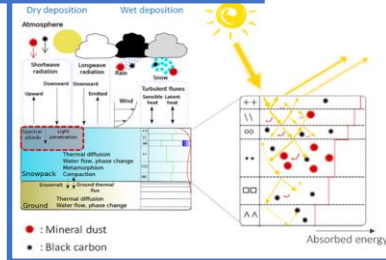 Dry deposition Wet deposition
Atmosphere
Shortwave radiation
Longwave radiation
Rain
Snow
Turbulent fluxes
Downward Downward
Sensible heat Latent heat
Upward Emitted
Wind
Spectral albedo
Light penetration
Thermal diffusion
Water flow, phase change
Metamorphism
Compaction
Snowpack
Snowmelt Ground thermal flux
Thermal diffusion
Ground Water flow, phase change
: Mineral dust
: Black carbon
Absorbed energy